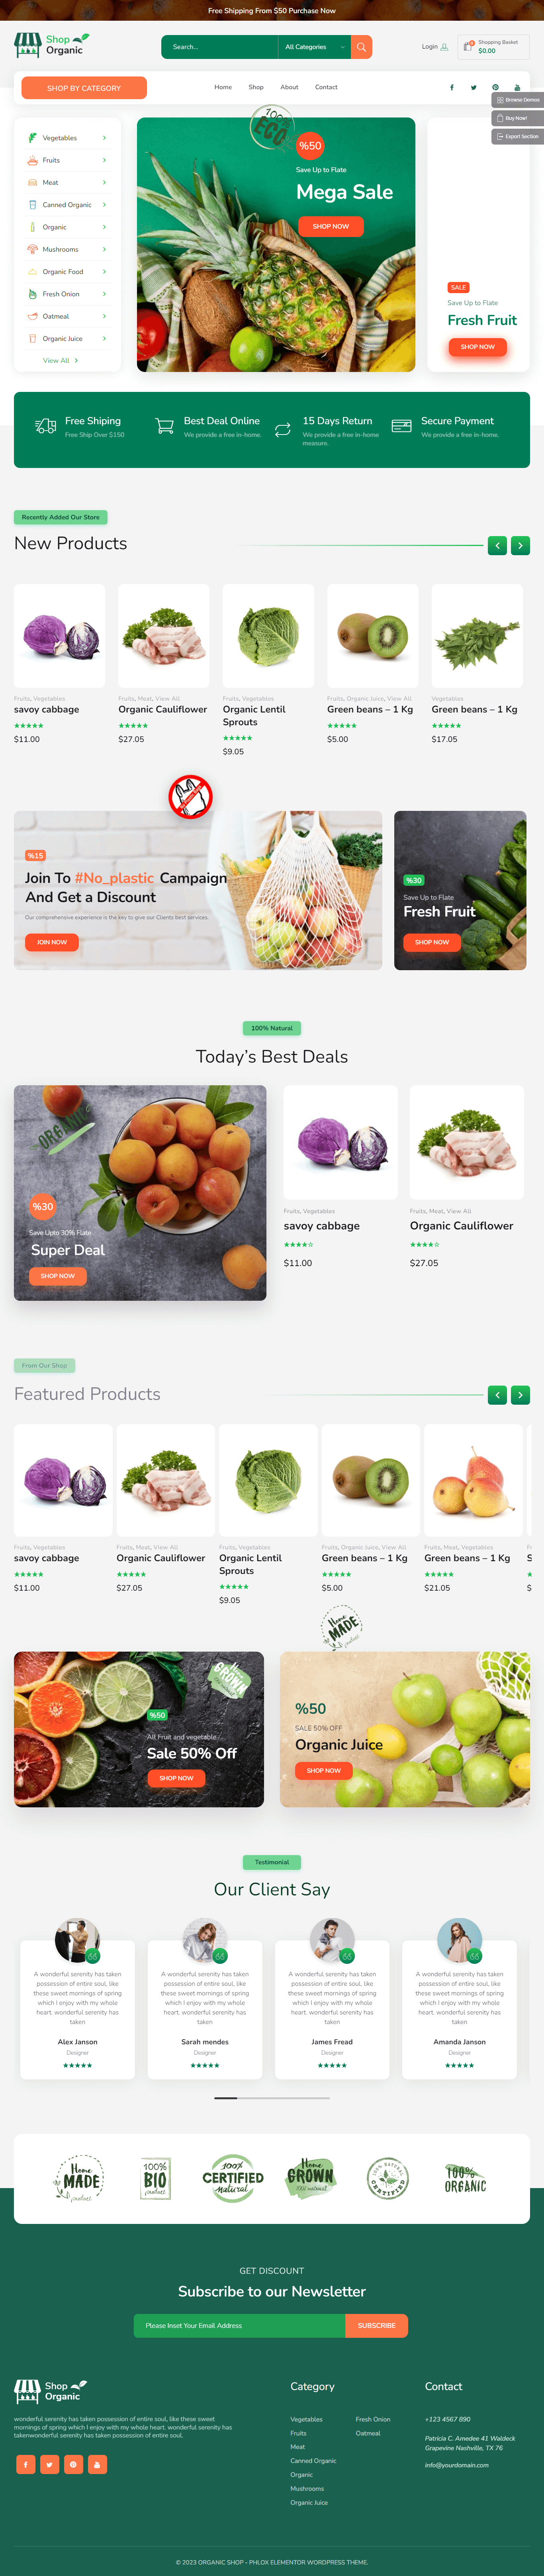 Free Shipping From $50 Purchase Now
Shop
Organic
Search...
All Categories
Login
0
Shopping Basket
$0.00
SHOP BY CATEGORY
Home
Shop
About
Contact
Browse Demos
Buy Now!
Export Section
Vegetables
Fruits
Meat
Canned Organic
Organic
Mushrooms
Organic Food
Fresh Onion
Oatmeal
Organic Juice
View All
100%
ECO
%50
Save Up to Flate
Mega Sale
SHOP NOW
SALE
Save Up to Flate
Fresh Fruit
SHOP NOW
Free Shiping
Free Ship Over $150
Best Deal Online
We provide a free in-home.
15 Days Return
We provide a free in-home
measure.
Secure Payment
We provide a free in-home.
Recently Added Our Store
New Products
Fruits, Vegetables
savoy cabbage
$11.00
Fruits, Meat, View All
Organic Cauliflower
$27.05
Fruits, Vegetables
Organic Lentil
Sprouts
$9.05
Fruits, Organic Juice, View All
Green beans – 1 Kg
$5.00
Vegetables
Green beans – 1 Kg
$17.05
%15
Join To #No_plastic Campaign
And Get a Discount
Our comprehensive experience is the key to give our Clients best services.
JOIN NOW
%30
Save Up to Flate
Fresh Fruit
SHOP NOW
100% Natural
Today's Best Deals
ORGANIC
%30
Save Upto 30% Flate
Super Deal
SHOP NOW
Fruits, Vegetables
savoy cabbage
$11.00
Fruits, Meat, View All
Organic Cauliflower
$27.05
From Our Shop
Featured Products
Fruits, Vegetables
savoy cabbage
$11.00
Fruits, Meat, View All
Organic Cauliflower
$27.05
Fruits, Vegetables
Organic Lentil
Sprouts
$9.05
Fruits, Organic Juice, View All
Green beans – 1 Kg
$5.00
Fruits, Meat, Vegetables
Green beans – 1 Kg
$21.05
Home
MADE
product
Home
GROWN
%50
All Fruit and vegetable
Sale 50% Off
SHOP NOW
%50
SALE 50% OFF
Organic Juice
SHOP NOW
Testimonial
Our Client Say
A wonderful serenity has taken
possession of entire soul, like
these sweet mornings of spring
which I enjoy with my whole
heart. wonderful serenity has
taken
Alex Janson
Designer
A wonderful serenity has taken
possession of entire soul, like
these sweet mornings of spring
which I enjoy with my whole
heart. wonderful serenity has
taken
Sarah mendes
Designer
A wonderful serenity has taken
possession of entire soul, like
these sweet mornings of spring
which I enjoy with my whole
heart. wonderful serenity has
taken
James Fread
Designer
A wonderful serenity has taken
possession of entire soul, like
these sweet mornings of spring
which I enjoy with my whole
heart. wonderful serenity has
taken
Amanda Janson
Designer
Home
MADE
product
100%
BIO
product
100%
CERTIFIED
natural
Home
GROWN
100% natural
100% NATURAL
CERTIFIED
100%
ORGANIC
GET DISCOUNT
Subscribe to our Newsletter
Please Inset Your Email Address
SUBSCRIBE
Shop
Organic
wonderful serenity has taken possession of entire soul, like these sweet
mornings of spring which I enjoy with my whole heart. wonderful serenity has
takenwonderful serenity has taken possession of entire soul.
Category
Vegetables
Fruits
Meat
Canned Organic
Organic
Mushrooms
Organic Juice
Fresh Onion
Oatmeal
Contact
+123 4567 890
Patricia C. Amedee 41 Waldeck
Grapevine Nashville, TX 76
info@yourdomain.com
© 2023 ORGANIC SHOP - PHLOX ELEMENTOR WORDPRESS THEME.